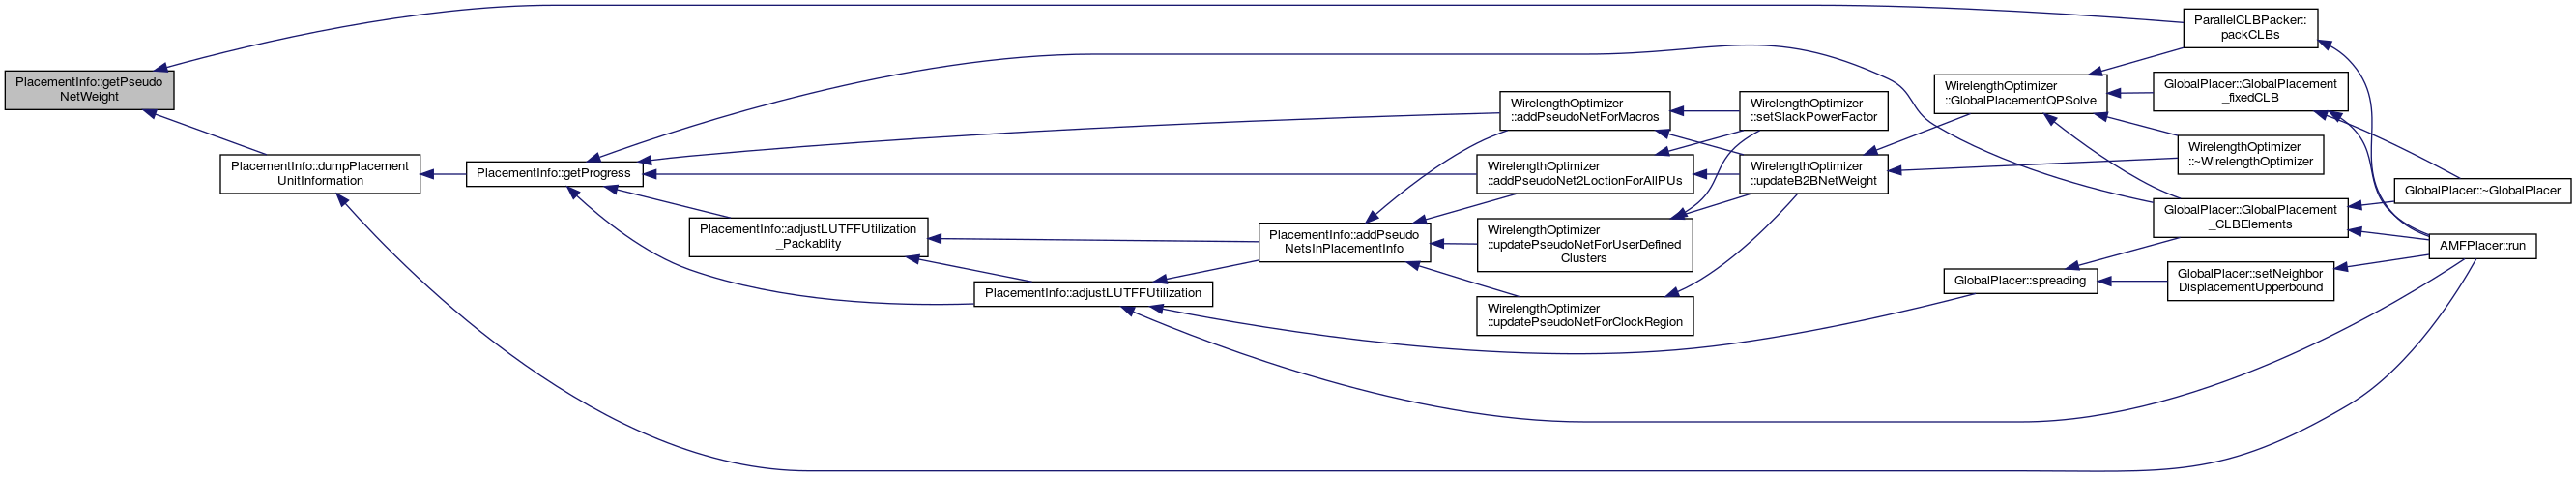 PlacementInfo::getPseudo
NetWeight
PlacementInfo::dumpPlacement
UnitInformation
PlacementInfo::getProgress
PlacementInfo::adjustLUTFFUtilization
_Packablity
PlacementInfo::adjustLUTFFUtilization
PlacementInfo::addPseudo
NetsInPlacementInfo
WirelengthOptimizer
::addPseudoNetForMacros
WirelengthOptimizer
::addPseudoNet2LoctionForAllPUs
WirelengthOptimizer
::updatePseudoNetForUserDefined
Clusters
WirelengthOptimizer
::updatePseudoNetForClockRegion
WirelengthOptimizer
::setSlackPowerFactor
WirelengthOptimizer
::updateB2BNetWeight
WirelengthOptimizer
::GlobalPlacementQPSolve
GlobalPlacer::spreading
ParallelCLBPacker::
packCLBs
GlobalPlacer::GlobalPlacement
_fixedCLB
WirelengthOptimizer
::~WirelengthOptimizer
GlobalPlacer::GlobalPlacement
_CLBElements
GlobalPlacer::setNeighbor
DisplacementUpperbound
GlobalPlacer::~GlobalPlacer
AMFPlacer::run